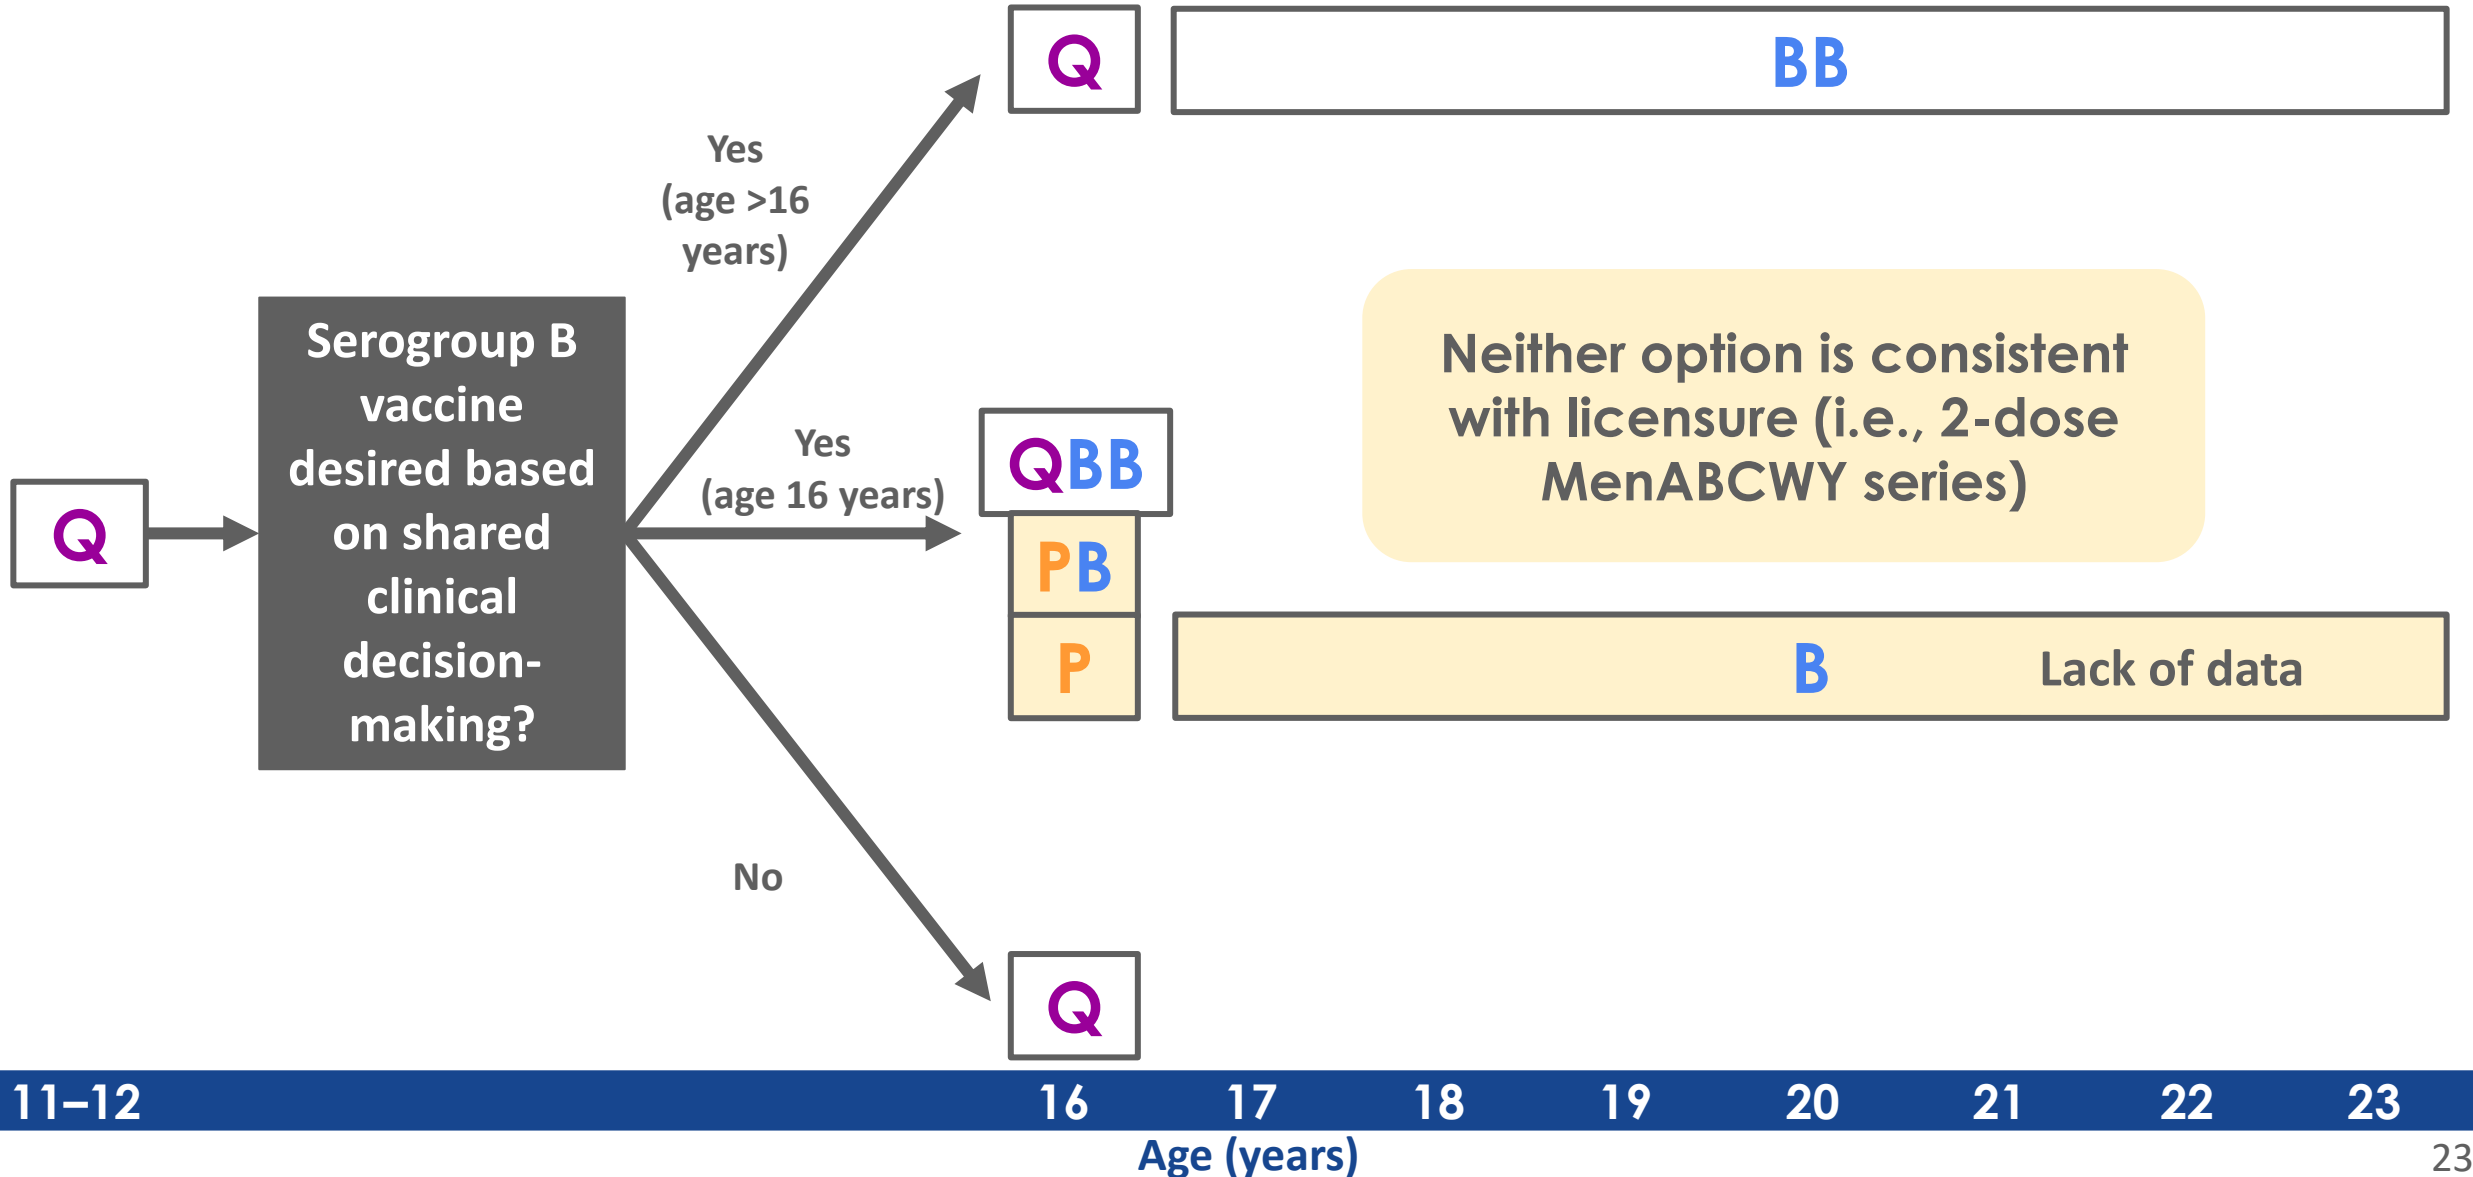 Q
BB
Yes
(age >16
years)
Serogroup B
vaccine
desired based
on shared
clinical
decision-
making?
Neither option is consistent
with licensure (i.e., 2-dose
MenABCWY series)
Yes
(age 16 years)
QBB
Q
PB
P
B
Lack of data
No
Q
11–12
16
17
18
19
20
21
22
23
Age (years)
23